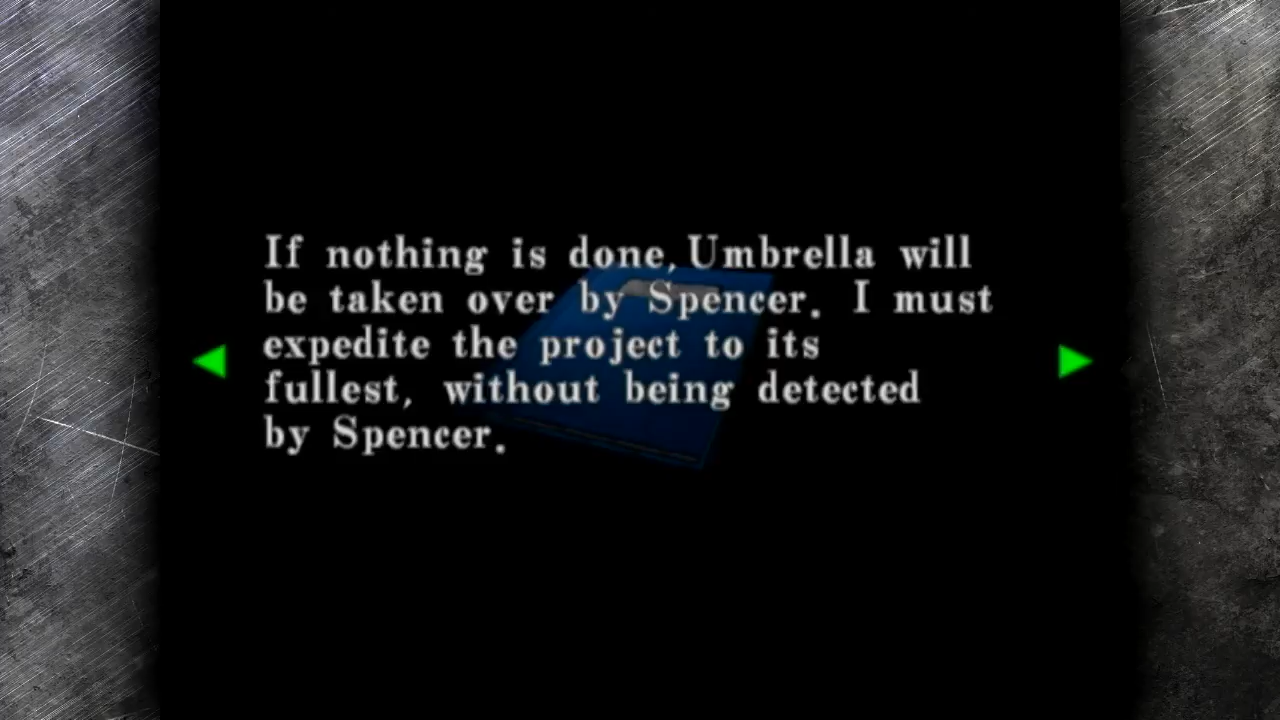 If nothing is done,Umbrella will
be taken over by Spencer. I must
expedite the project to its
fullest, without being detected
by Spencer.